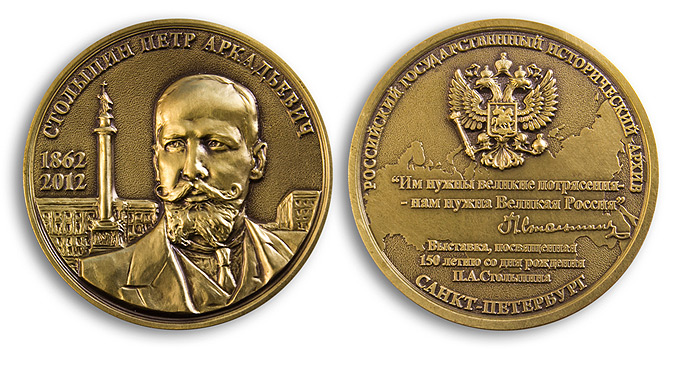 СТОЛЫПИН ПЕТР АРКАДЬЕВИЧ
1862
2012
РОССИЙСКИЙ ГОСУДАРСТВЕННЫЙ ИСТОРИЧЕСКИЙ АРХИВ
“Им нужны великие потрясения-
- нам нужна Великая Россия”
П. Столыпин
Выставка, посвященная
150 летию со дня рождения
П.А.Столыпина
САНКТ-ПЕТЕРБУРГ